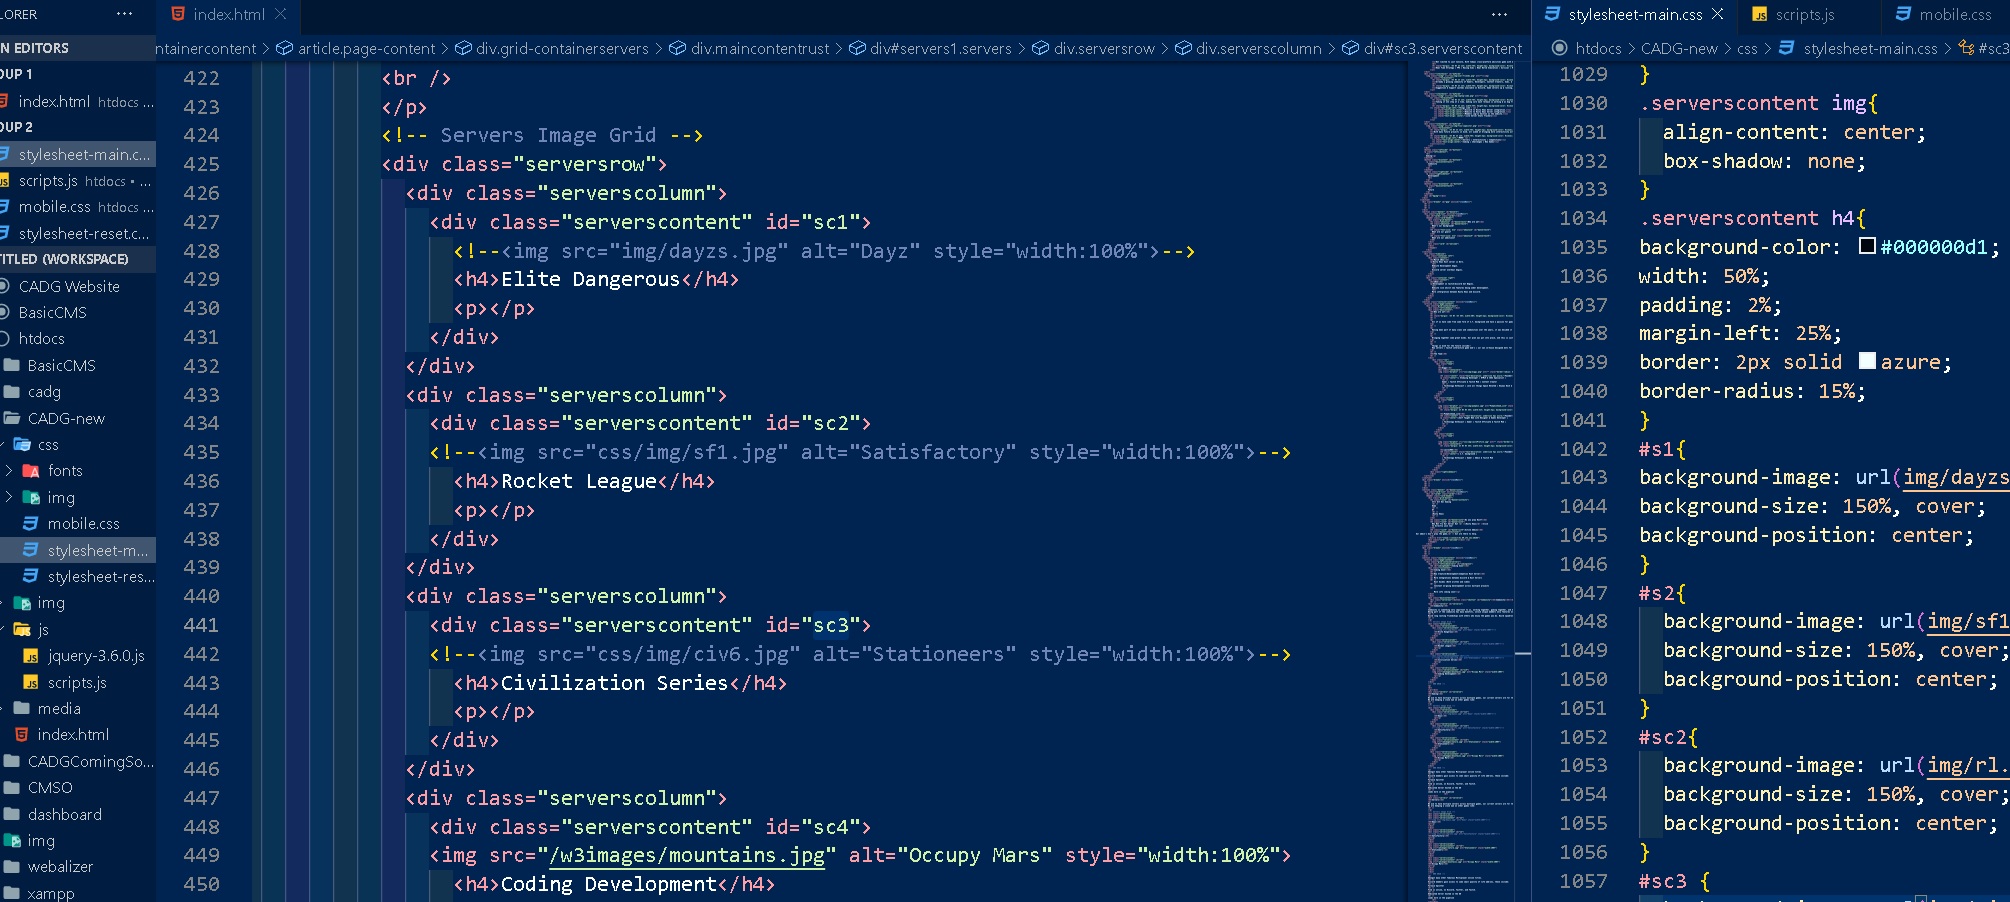 LORER
N EDITORS
OUP 1
index.html htdocs ...
OUP 2
stylesheet-main.c...
scripts.js htdocs • ...
mobile.css htdocs ...
stylesheet-reset.c...
TITLED (WORKSPACE)
CADG Website
BasicCMS
htdocs
BasicCMS
cadg
CADG-new
css
fonts
img
mobile.css
stylesheet-m...
stylesheet-res...
img
js
jquery-3.6.0.js
scripts.js
media
index.html
CADGComingSo...
CMSO
dashboard
img
webalizer
xampp
index.html
ntainercontent > article.page-content > div.grid-containerservers > div.maincontentrust > div#servers1.servers > div.serversrow > div.serverscolumn > div#sc3.serverscontent
422 <br />
423 </p>
424 <!-- Servers Image Grid -->
425 <div class="serversrow">
426 <div class="serverscolumn">
427 <div class="serverscontent" id="sc1">
428 <!--<img src="img/dayzs.jpg" alt="Dayz" style="width:100%">-->
429 <h4>Elite Dangerous</h4>
430 <p></p>
431 </div>
432 </div>
433 <div class="serverscolumn">
434 <div class="serverscontent" id="sc2">
435 <!--<img src="css/img/sf1.jpg" alt="Satisfactory" style="width:100%">-->
436 <h4>Rocket League</h4>
437 <p></p>
438 </div>
439 </div>
440 <div class="serverscolumn">
441 <div class="serverscontent" id="sc3">
442 <!--<img src="css/img/civ6.jpg" alt="Stationeers" style="width:100%">-->
443 <h4>Civilization Series</h4>
444 <p></p>
445 </div>
446 </div>
447 <div class="serverscolumn">
448 <div class="serverscontent" id="sc4">
449 <img src="/w3images/mountains.jpg" alt="Occupy Mars" style="width:100%">
450 <h4>Coding Development</h4>
stylesheet-main.css scripts.js mobile.css
htdocs > CADG-new > css > stylesheet-main.css > #sc3
1029 }
1030 .serverscontent img{
1031 align-content: center;
1032 box-shadow: none;
1033 }
1034 .serverscontent h4{
1035 background-color: #000000d1;
1036 width: 50%;
1037 padding: 2%;
1038 margin-left: 25%;
1039 border: 2px solid azure;
1040 border-radius: 15%;
1041 }
1042 #s1{
1043 background-image: url(img/dayzs
1044 background-size: 150%, cover;
1045 background-position: center;
1046 }
1047 #s2{
1048 background-image: url(img/sf1
1049 background-size: 150%, cover;
1050 background-position: center;
1051 }
1052 #sc2{
1053 background-image: url(img/rl.
1054 background-size: 150%, cover;
1055 background-position: center;
1056 }
1057 #sc3 {